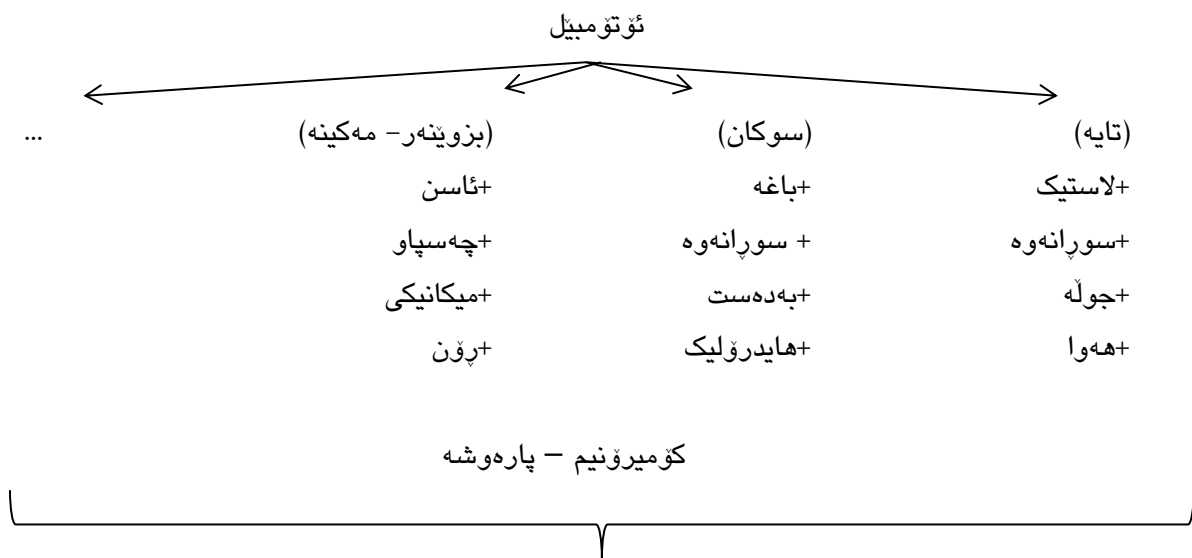 ئۆتۆمبێل
(تایە) (سوکان) (بزوێنەر- مەکینە) ...
+لاستیک +باغە +ئاسن
+سوڕانەوە + سوڕانەوە +چەسپاو
+جوڵە +بەدەست +میکانیکی
+هەوا +هایدرۆلیک +ڕۆن
کۆمیرۆنیم – پارەوشە